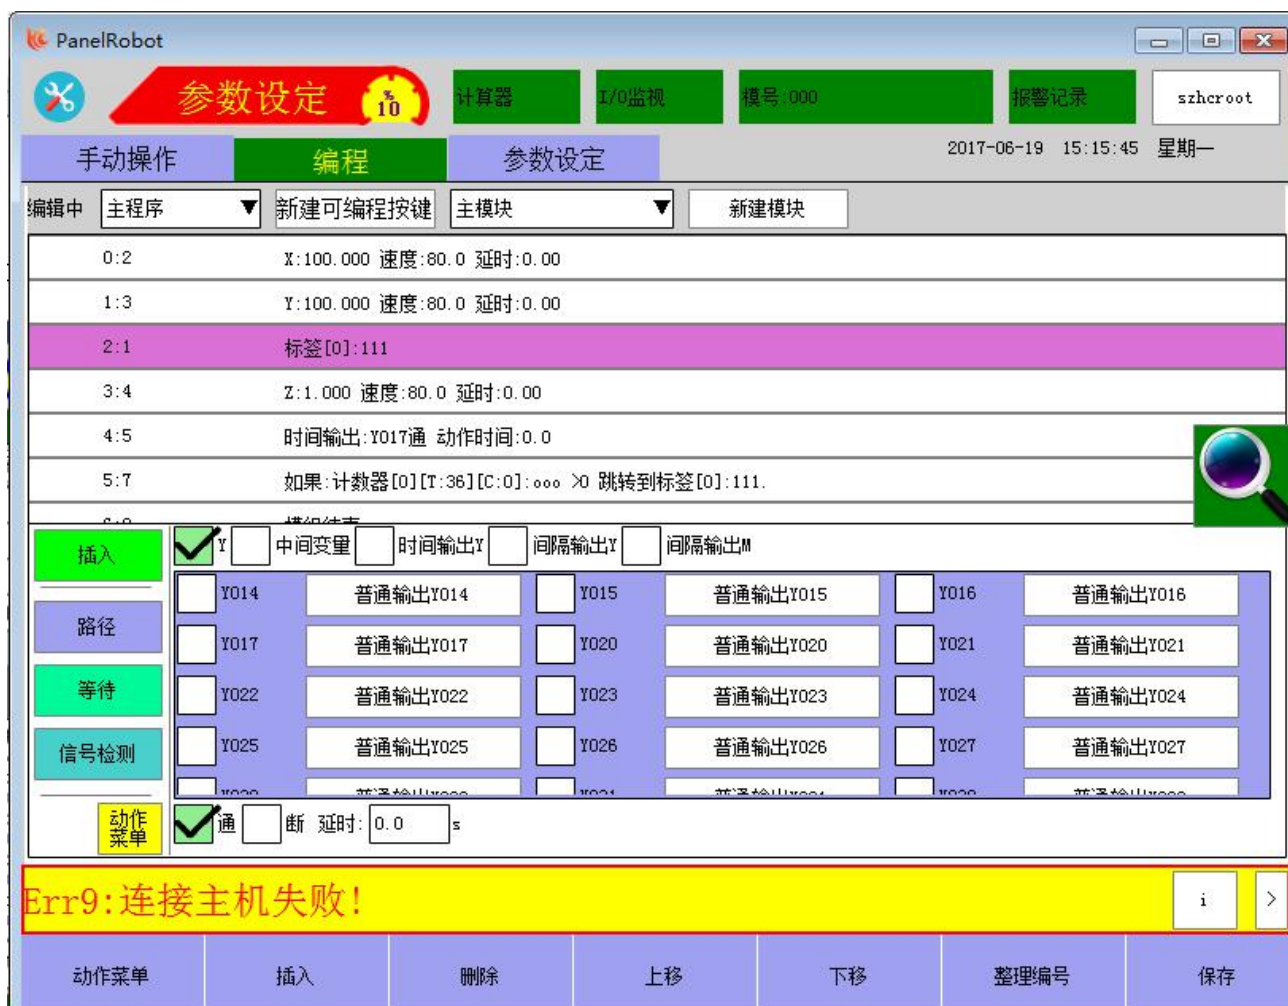 PanelRobot
参数设定 % 10 计算器 I/O监视 模号:000 报警记录 szhcroot
手动操作 编程 参数设定 2017-06-19 15:15:45 星期一
编辑中 主程序 新建可编程按键 主模块 新建模块
0:2 X:100.000 速度:80.0 延时:0.00
1:3 Y:100.000 速度:80.0 延时:0.00
2:1 标签[0]:111
3:4 Z:1.000 速度:80.0 延时:0.00
4:5 时间输出:Y017通 动作时间:0.0
5:7 如果:计数器[0][T:36][C:0]:ooo >0 跳转到标签[0]:111.
插入 Y 中间变量 时间输出Y 间隔输出Y 间隔输出M
Y014 普通输出Y014 Y015 普通输出Y015 Y016 普通输出Y016
路径 Y017 普通输出Y017 Y020 普通输出Y020 Y021 普通输出Y021
等待 Y022 普通输出Y022 Y023 普通输出Y023 Y024 普通输出Y024
信号检测 Y025 普通输出Y025 Y026 普通输出Y026 Y027 普通输出Y027
动作菜单 通 断 延时: 0.0 s
Err9:连接主机失败! i >
动作菜单 插入 删除 上移 下移 整理编号 保存